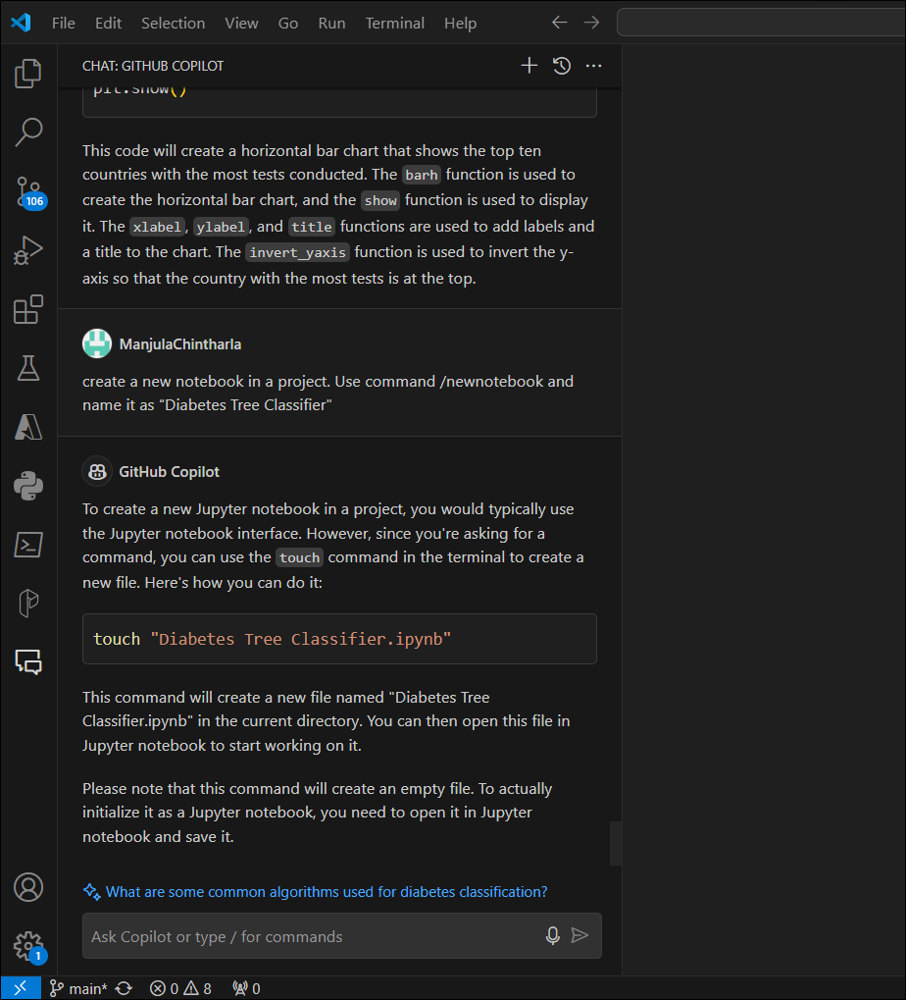 File Edit Selection View Go Run Terminal Help
CHAT: GITHUB COPILOT
plt.show()
This code will create a horizontal bar chart that shows the top ten
countries with the most tests conducted. The barh function is used to
create the horizontal bar chart, and the show function is used to display
it. The xlabel, ylabel, and title functions are used to add labels and
a title to the chart. The invert_yaxis function is used to invert the y-
axis so that the country with the most tests is at the top.
106
ManjulaChintharla
create a new notebook in a project. Use command /newnotebook and
name it as “Diabetes Tree Classifier"
GitHub Copilot
To create a new Jupyter notebook in a project, you would typically use
the Jupyter notebook interface. However, since you're asking for a
command, you can use the touch command in the terminal to create a
new file. Here's how you can do it:
touch "Diabetes Tree Classifier.ipynb"
This command will create a new file named "Diabetes Tree
Classifier.ipynb" in the current directory. You can then open this file in
Jupyter notebook to start working on it.
Please note that this command will create an empty file. To actually
initialize it as a Jupyter notebook, you need to open it in Jupyter
notebook and save it.
What are some common algorithms used for diabetes classification?
Ask Copilot or type / for commands
1
main* 0 8 0